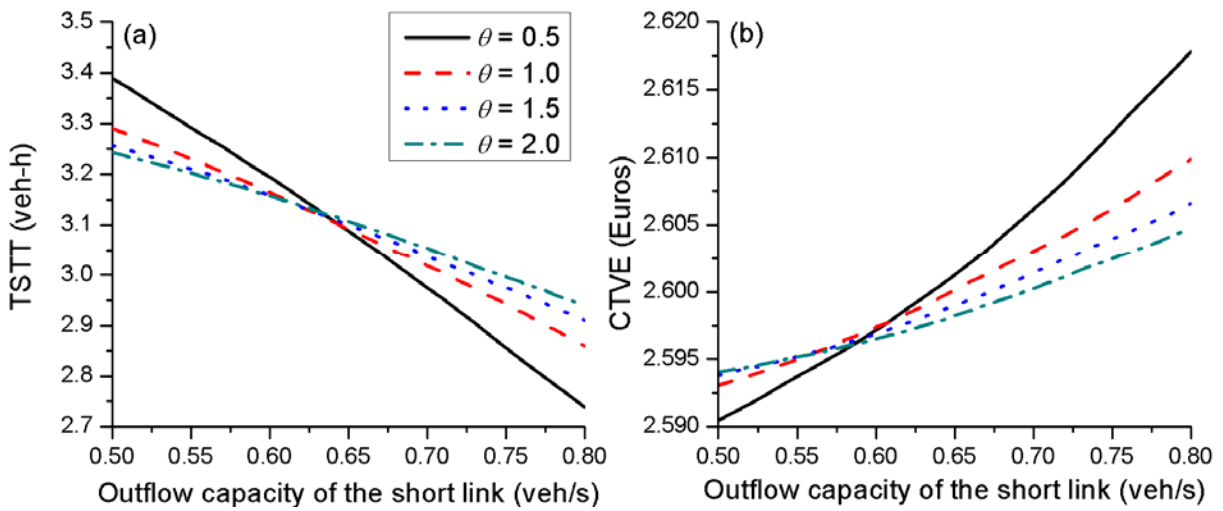 (a)
TSTT (veh-h)
3.5
3.4
3.3
3.2
3.1
3.0
2.9
2.8
2.7
0.50 0.55 0.60 0.65 0.70 0.75 0.80
Outflow capacity of the short link (veh/s)
θ = 0.5
θ = 1.0
θ = 1.5
θ = 2.0
(b)
CTVE (Euros)
2.620
2.615
2.610
2.605
2.600
2.595
2.590
0.50 0.55 0.60 0.65 0.70 0.75 0.80
Outflow capacity of the short link (veh/s)